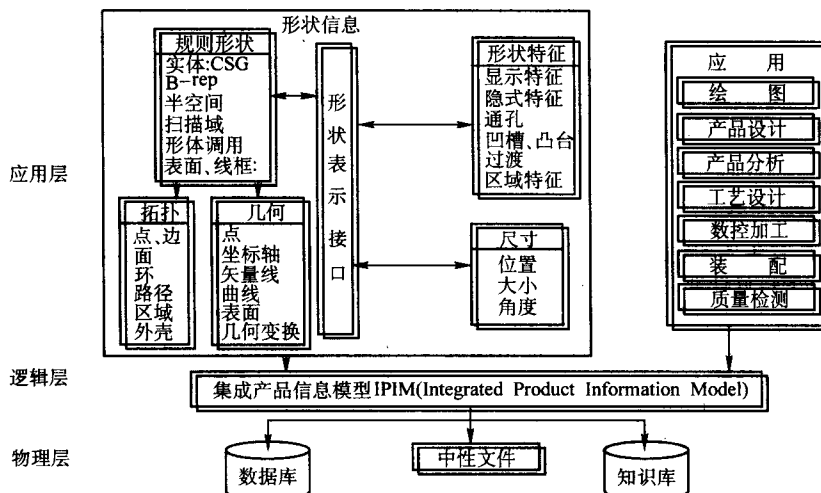 形状信息
规则形状
实体:CSG
B-rep
半空间
扫描域
形体调用
表面、线框:
形状表示接口
形状特征
显示特征
隐式特征
通孔
凹槽、凸台
过渡
区域特征
应用
绘图
产品设计
产品分析
工艺设计
数控加工
装配
质量检测
应用层
拓扑
点、边
面
环
路径
区域
外壳
几何
点
坐标轴
矢量线
曲线
表面
几何变换
尺寸
位置
大小
角度
逻辑层
集成产品信息模型IPIM(Integrated Product Information Model)
物理层
数据库
中性文件
知识库